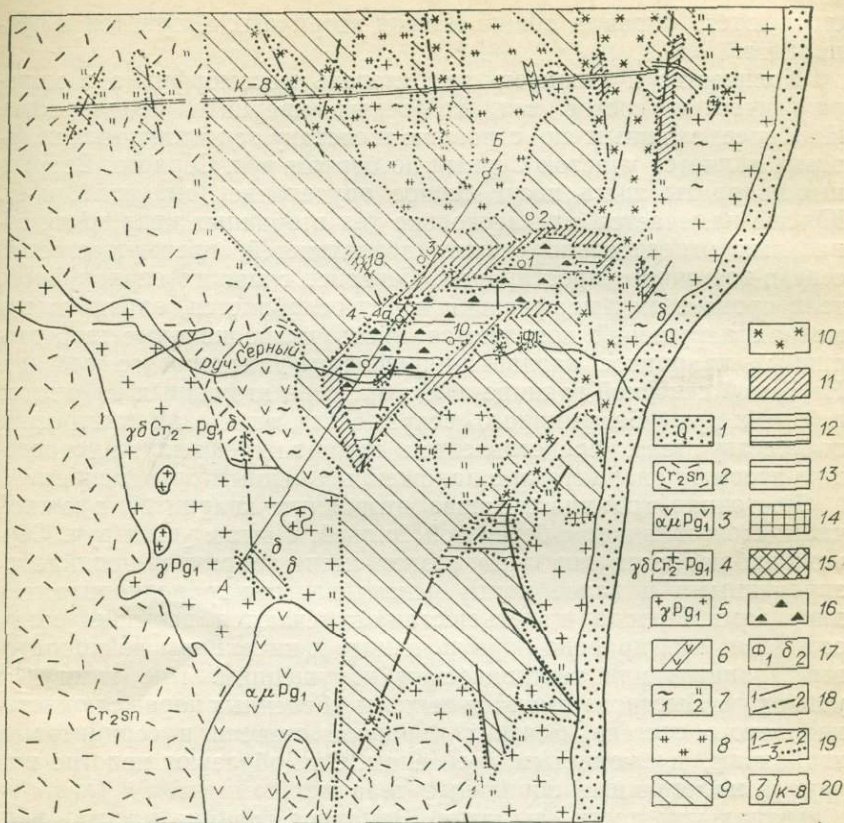 к-8
Б
1
2
3
1В
1
4-4а
10
Ф₁
δ
Q
руч. Серный
7
γδCr₂-Pg₁
δ
γPg₁
А
δ
δ
αμPg₁
Cr₂sn
Q 1
Cr₂sn 2
αμPg₁ 3
γδCr₂-Pg₁ 4
γPg₁ 5
6
1 2 7
8
9
10
11
12
13
14
15
16
Ф₁ δ₂ 17
1 2 18
1 2 3 19
7 к-8 20